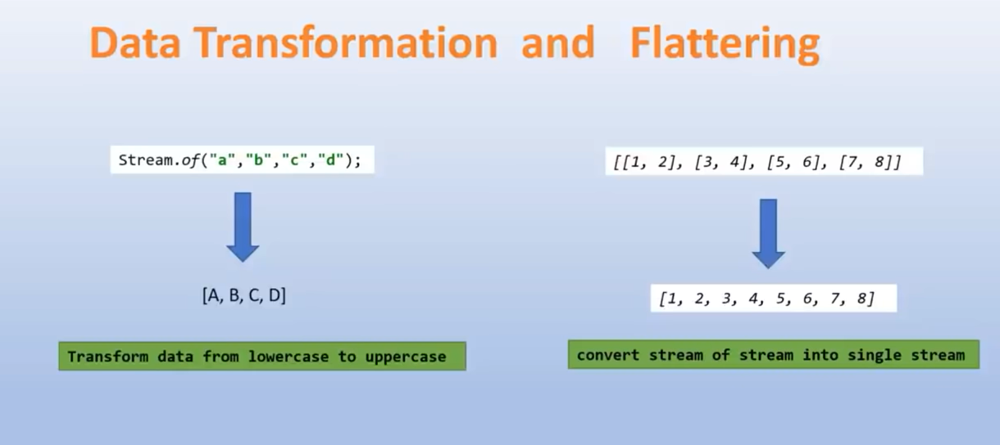 Data Transformation and Flattering
Stream.of("a","b","c","d");
[A, B, C, D]
Transform data from lowercase to uppercase
[[1, 2], [3, 4], [5, 6], [7, 8]]
[1, 2, 3, 4, 5, 6, 7, 8]
convert stream of stream into single stream